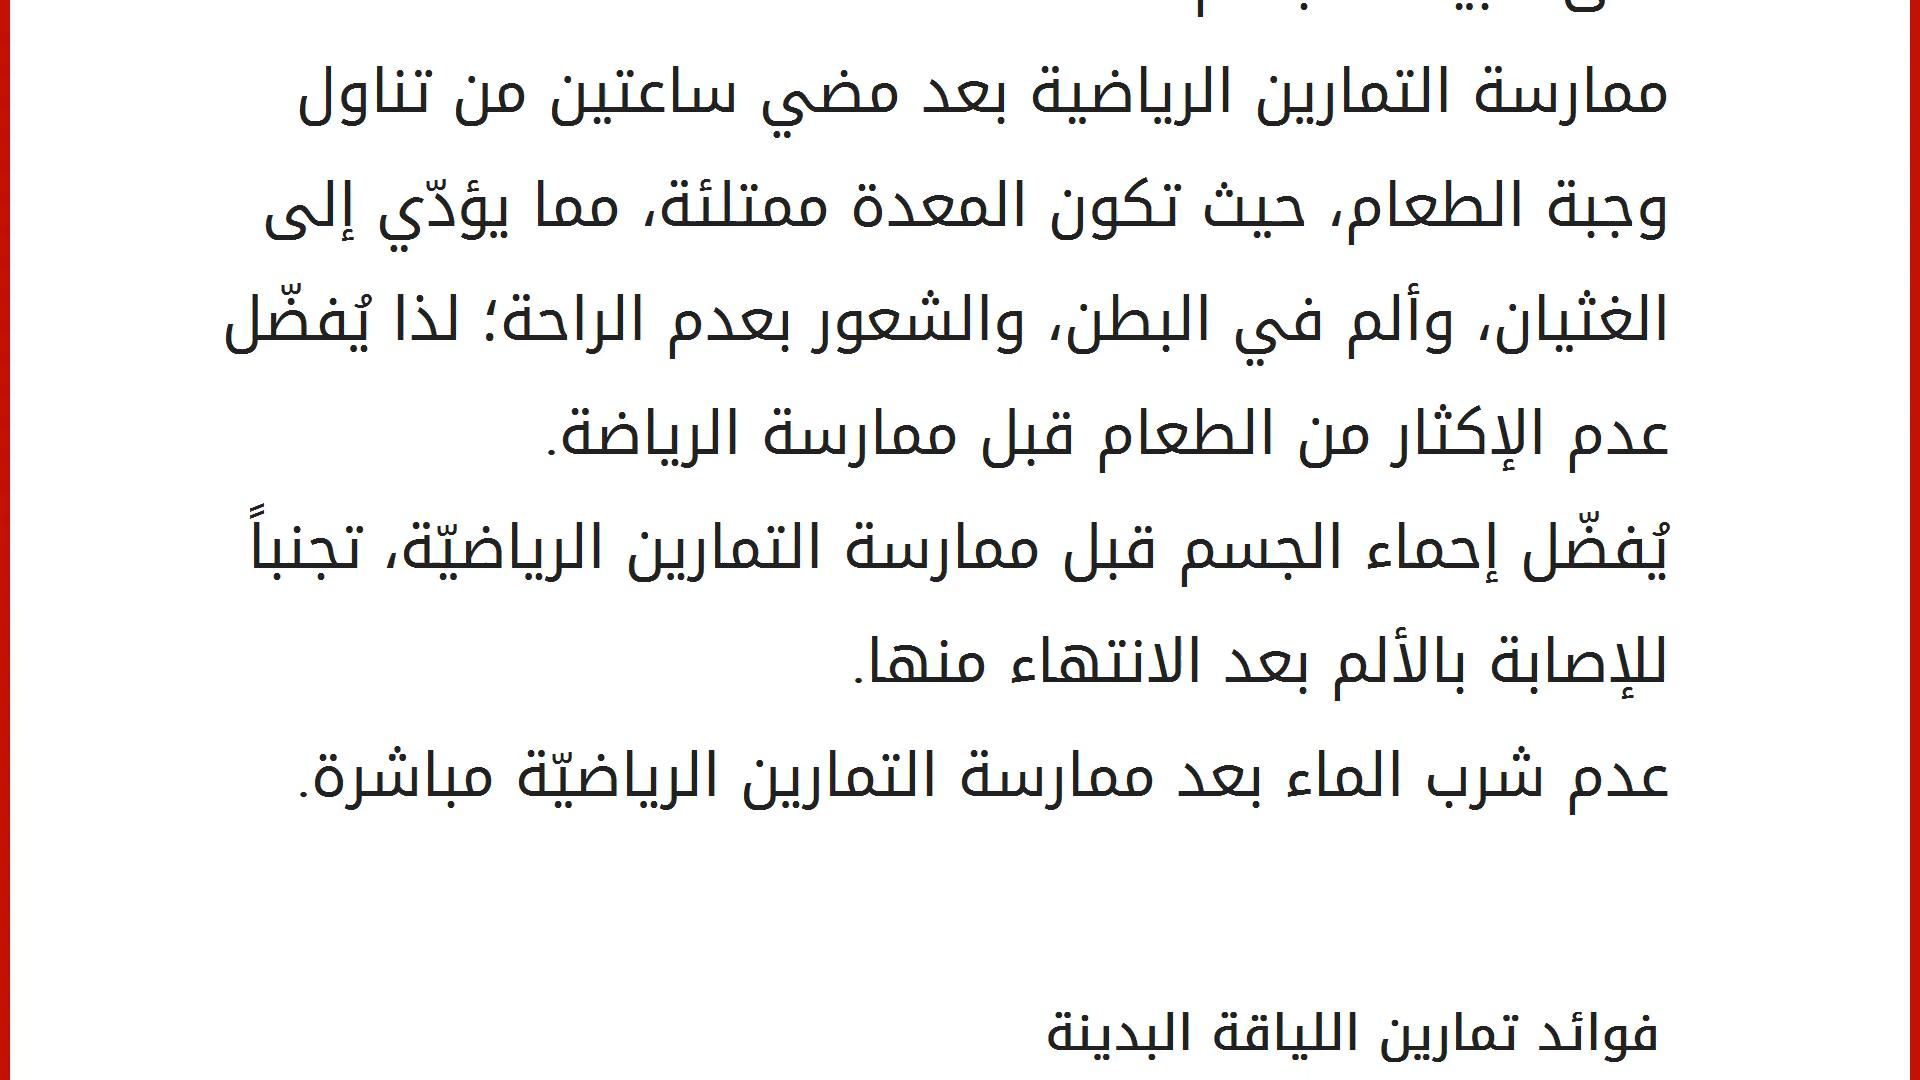 ممارسة التمارين الرياضية بعد مضي ساعتين من تناول
وجبة الطعام، حيث تكون المعدة ممتلئة، مما يؤدّي إلى
الغثيان، وألم في البطن، والشعور بعدم الراحة؛ لذا يُفضّل
عدم الإكثار من الطعام قبل ممارسة الرياضة.
يُفضّل إحماء الجسم قبل ممارسة التمارين الرياضيّة، تجنباً
للإصابة بالألم بعد الانتهاء منها.
عدم شرب الماء بعد ممارسة التمارين الرياضيّة مباشرة.
فوائد تمارين اللياقة البدينة